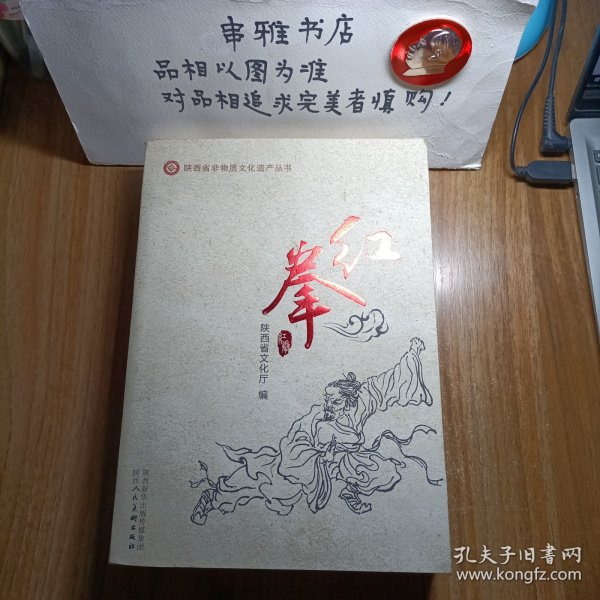 串雅书店
品相以图为准
对品相追求完美者慎购！
陕西省非物质文化遗产丛书
红拳
陕西省文化厅 编
陕西新华出版传媒集团
陕西人民美术出版社
孔夫子旧书网
www.kongfz.com